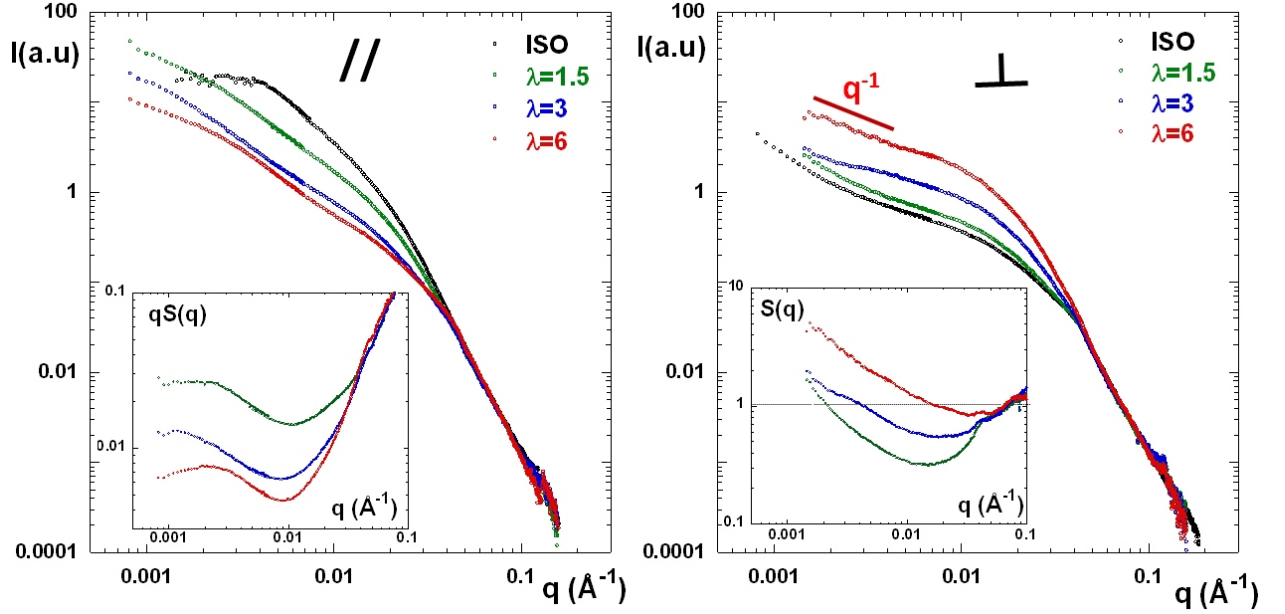 100
I(a.u)
1
0.01
0.0001
//
ISO
λ=1.5
λ=3
λ=6
0.1
qS(q)
0.01
q (Å-1)
0.001
0.01
0.1
0.001
0.01
0.1
q (Å-1)
100
I(a.u)
1
0.01
0.0001
q-1
⊥
ISO
λ=1.5
λ=3
λ=6
10
S(q)
1
q (Å-1)
0.1
0.001
0.01
0.1
0.001
0.01
0.1
q (Å-1)